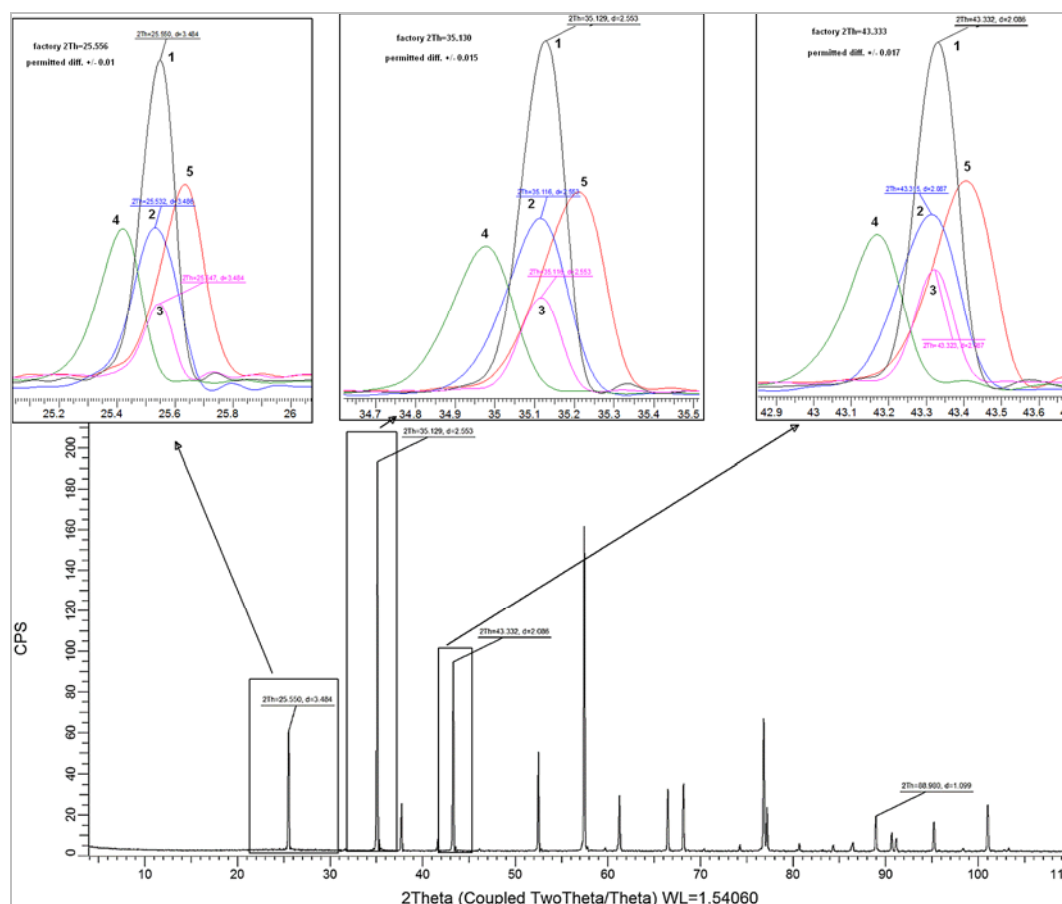 factory 2Th=25.556
permitted diff. +/- 0.01
2Th=25.550, d=3.484
1
5
2Th=25.532, d=3.486
4
2
3
25.2 25.4 25.6 25.8 26
factory 2Th=35.130
permitted diff. +/- 0.015
2Th=35.129, d=2.553
1
5
2Th=35.116, d=2.553
2
4
3
34.7 34.8 34.9 35 35.1 35.2 35.3 35.4 35.5
factory 2Th=43.333
permitted diff. +/- 0.017
2Th=43.332, d=2.086
1
5
2Th=43.315, d=2.087
2
4
3
42.9 43 43.1 43.2 43.3 43.4 43.5 43.6
2Th=35.129, d=2.553
2Th=43.332, d=2.086
2Th=25.550, d=3.484
d=1.099
CPS
200
180
160
140
120
100
80
60
40
20
0
10 20 30 40 50 60 70 80 90 100
2Theta (Coupled TwoTheta/Theta) WL=1.54060